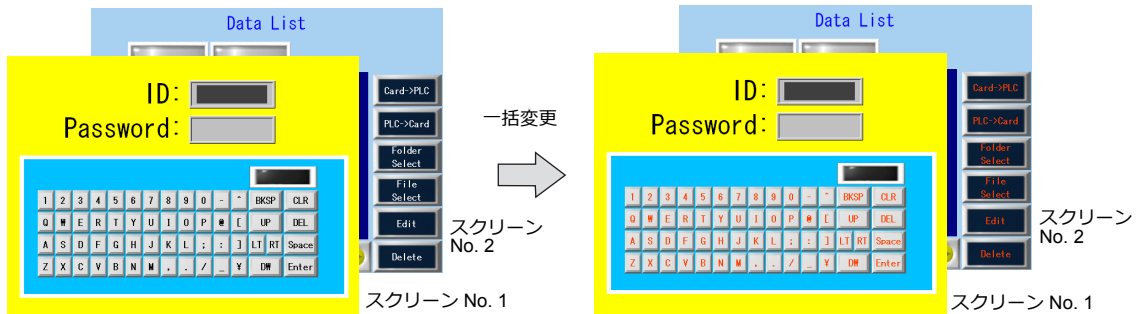 Data List
ID:
Password:
Card->PLC
PLC->Card
Folder
Select
File
Select
Edit
Delete
1 2 3 4 5 6 7 8 9 0 - ^ BKSP CLR
Q W E R T Y U I O P @ [ UP DEL
A S D F G H J K L ; : ] LT RT Space
Z X C V B N M , . / _ ¥ DW Enter
スクリーン
No. 2
スクリーン No. 1
一括変更
Data List
ID:
Password:
Card->PLC
PLC->Card
Folder
Select
File
Select
Edit
Delete
1 2 3 4 5 6 7 8 9 0 - ^ BKSP CLR
Q W E R T Y U I O P @ [ UP DEL
A S D F G H J K L ; : ] LT RT Space
Z X C V B N M , . / _ ¥ DW Enter
スクリーン
No. 2
スクリーン No. 1